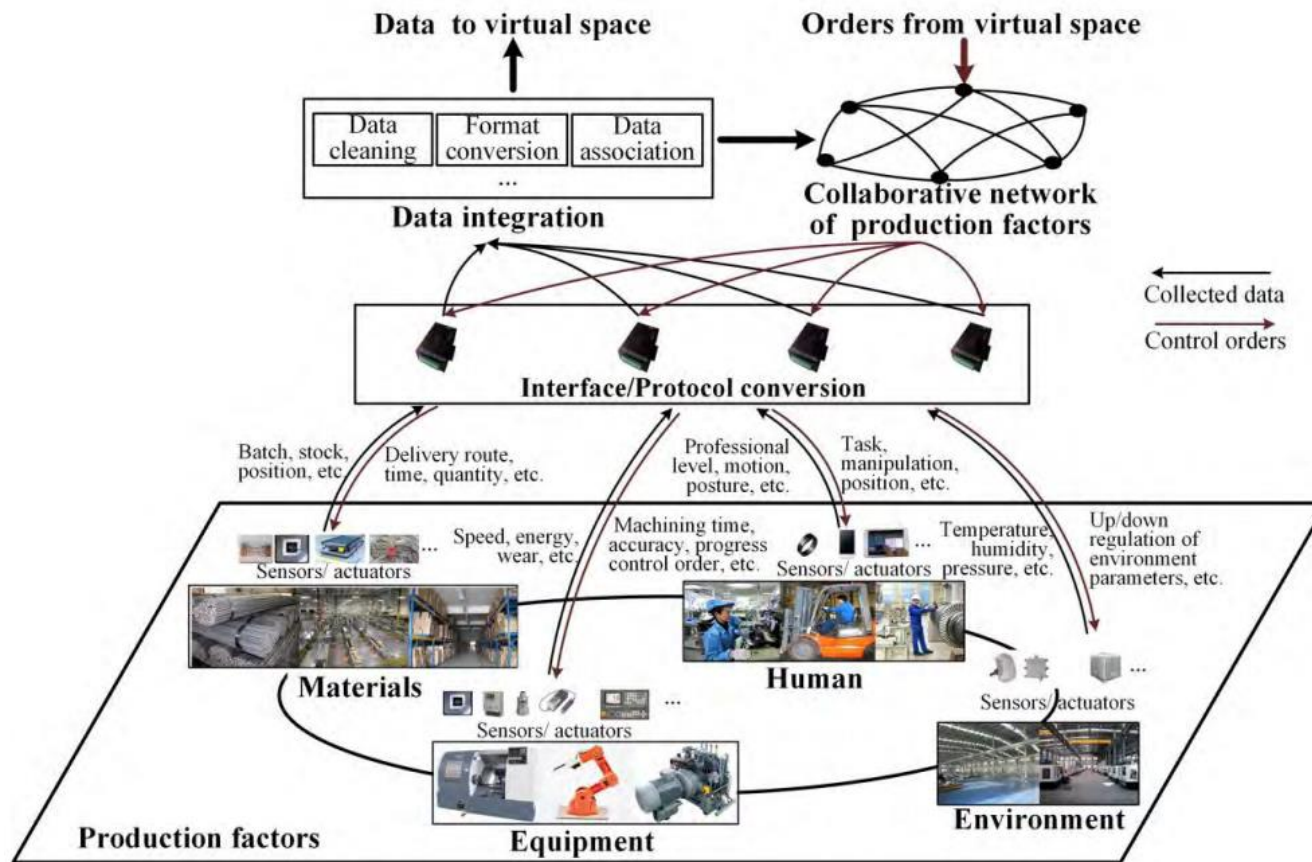 Data to virtual space
Orders from virtual space
Data
cleaning
Format
conversion
Data
association
...
Data integration
Collaborative network
of production factors
Collected data
Control orders
Interface/Protocol conversion
Batch, stock,
position, etc.
Delivery route,
time, quantity, etc.
Professional
level, motion,
posture, etc.
Task,
manipulation,
position, etc.
Speed, energy,
wear, etc.
Machining time,
accuracy, progress
control order, etc.
Temperature,
humidity,
pressure, etc.
Up/down
regulation of
environment
parameters, etc.
...
Sensors/ actuators
Materials
...
Sensors/ actuators
Human
...
Sensors/ actuators
Equipment
...
Sensors/ actuators
Environment
Production factors